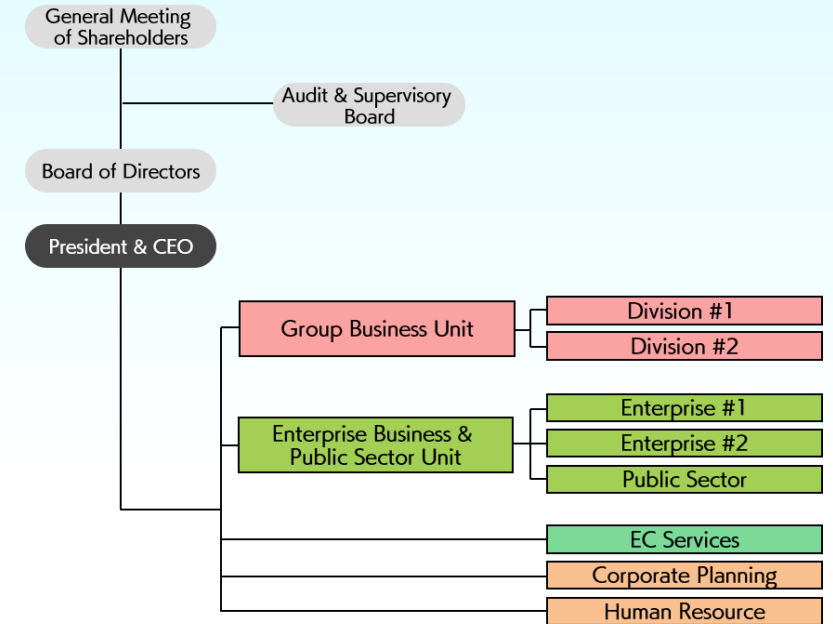 General Meeting
of Shareholders
Audit & Supervisory
Board
Board of Directors
President & CEO
Group Business Unit
Division #1
Division #2
Enterprise Business &
Public Sector Unit
Enterprise #1
Enterprise #2
Public Sector
EC Services
Corporate Planning
Human Resource